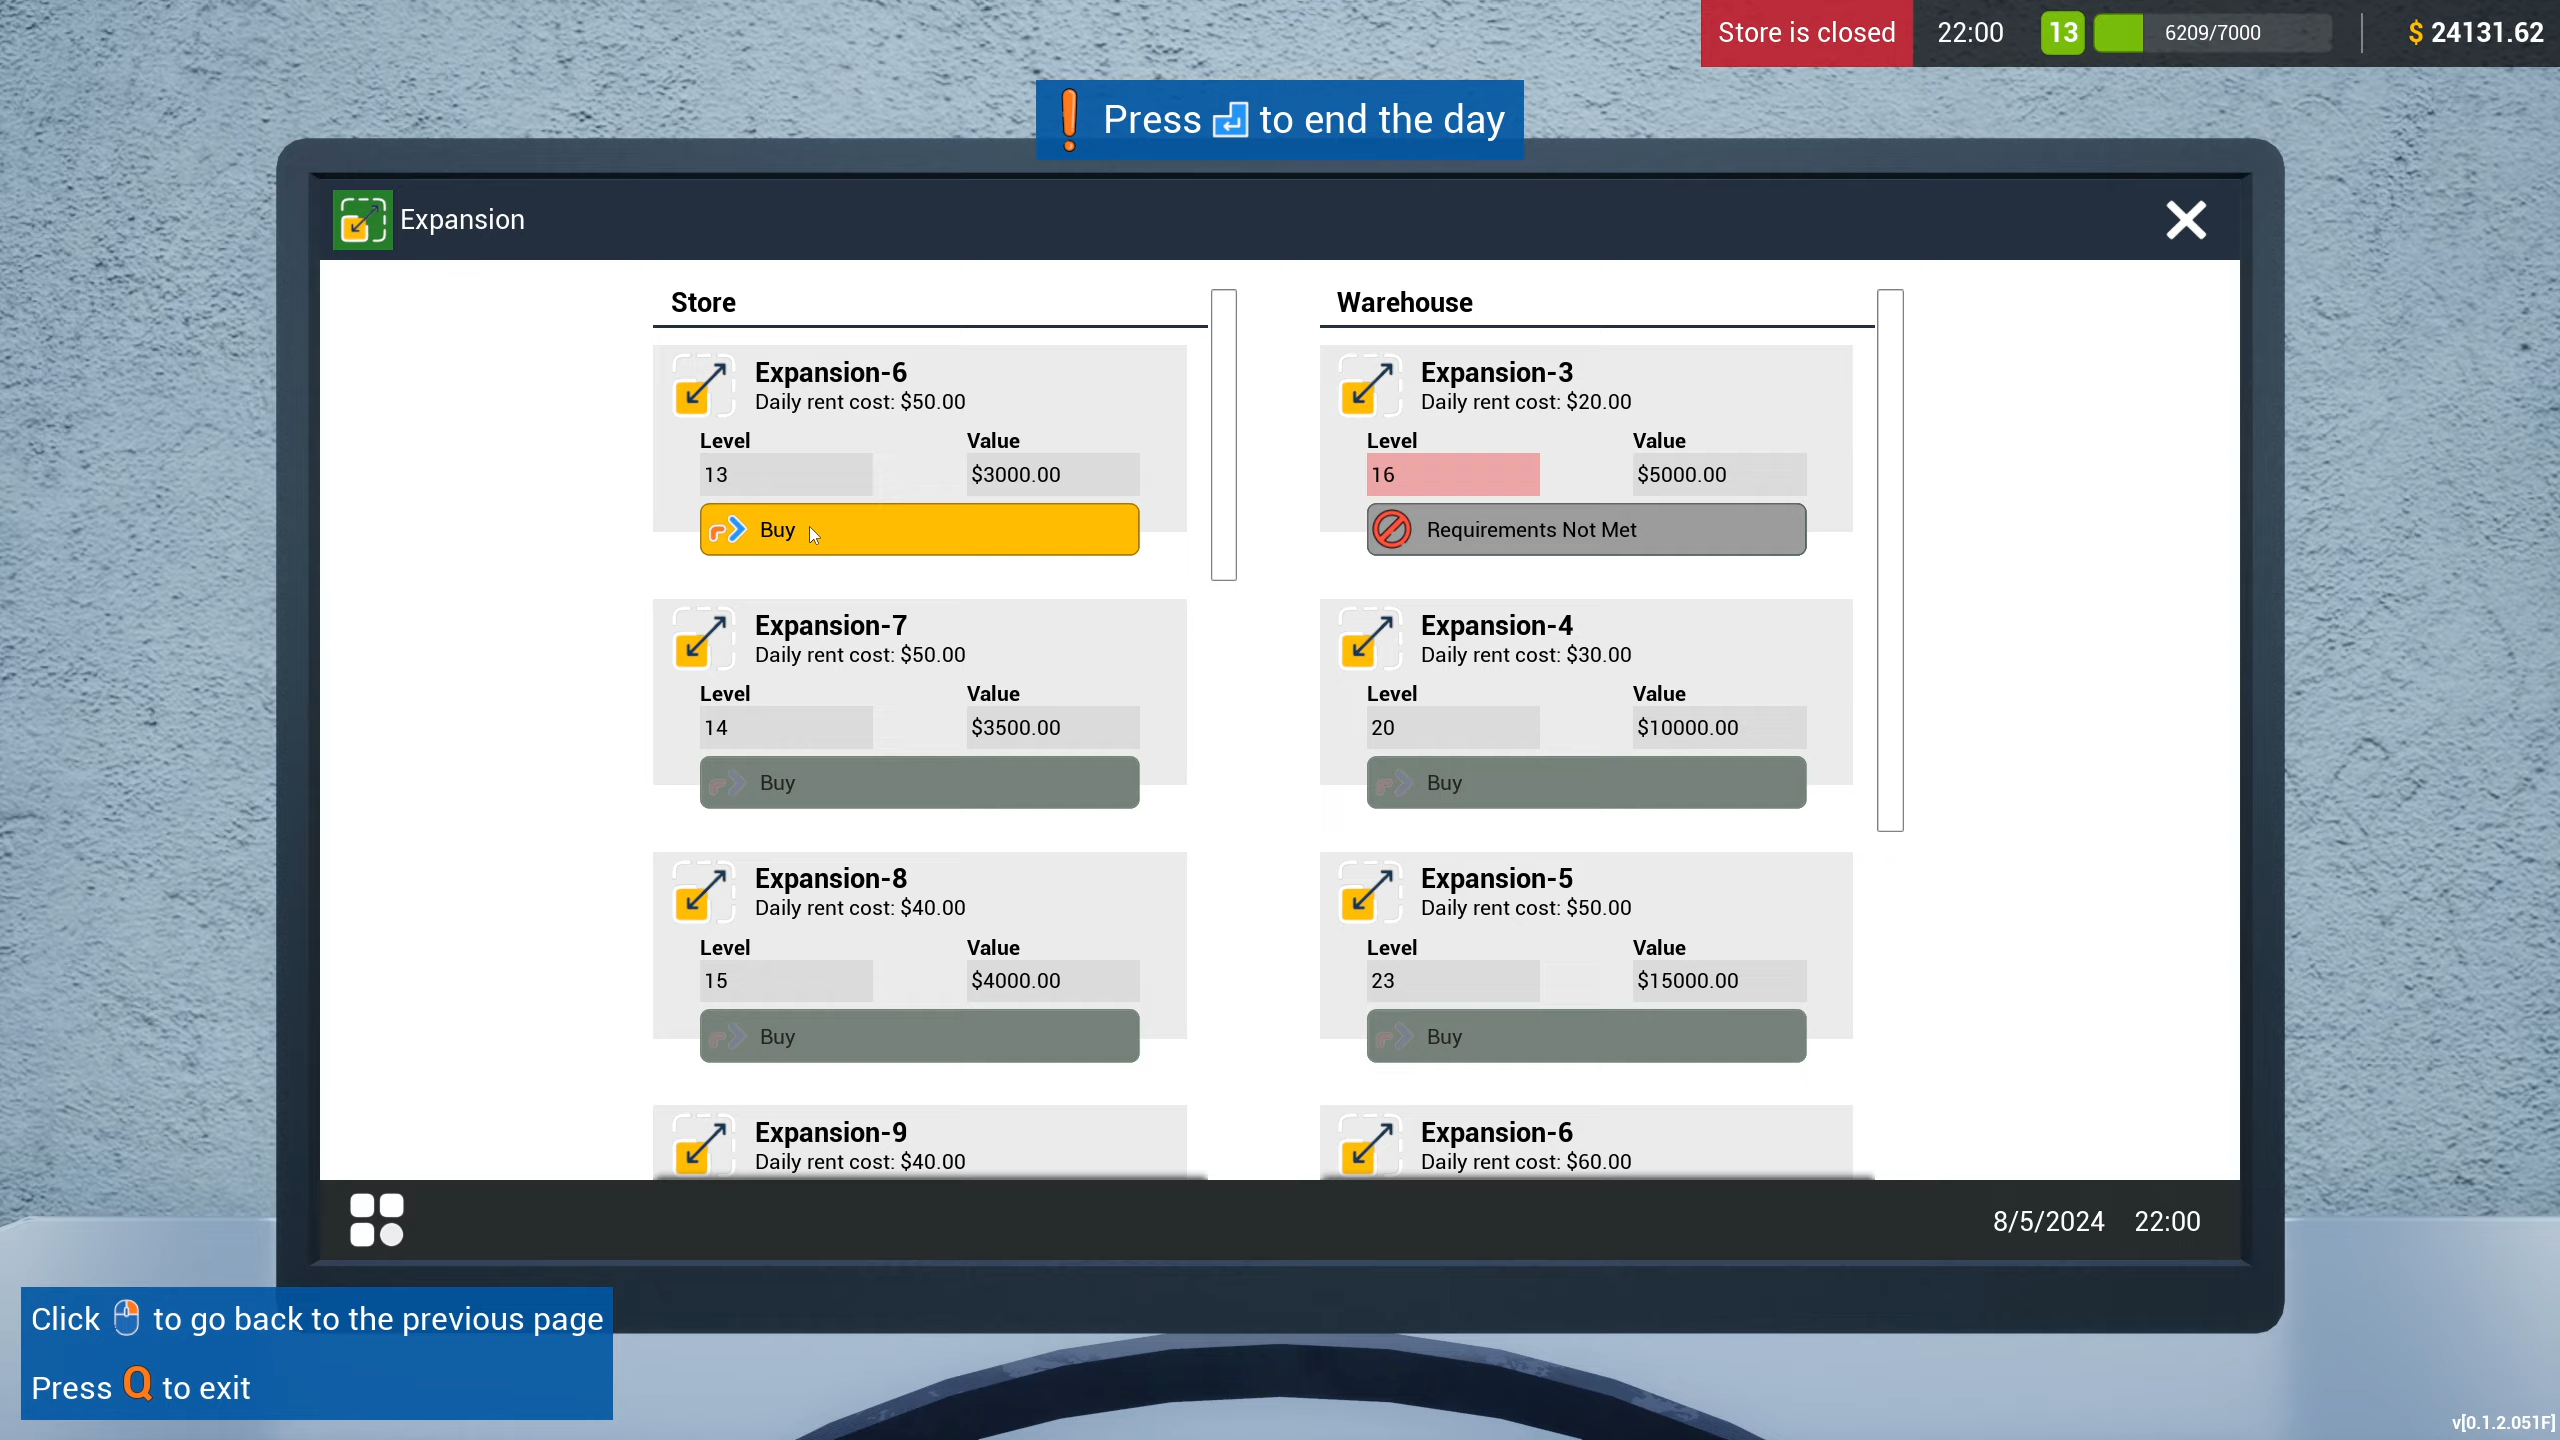 Store is closed 22:00 13 6209/7000 $ 24131.62
Press to end the day
Expansion
Store
Expansion-6
Daily rent cost: $50.00
Level Value
13 $3000.00
Buy
Expansion-7
Daily rent cost: $50.00
Level Value
14 $3500.00
Buy
Expansion-8
Daily rent cost: $40.00
Level Value
15 $4000.00
Buy
Expansion-9
Daily rent cost: $40.00
Warehouse
Expansion-3
Daily rent cost: $20.00
Level Value
16 $5000.00
Requirements Not Met
Expansion-4
Daily rent cost: $30.00
Level Value
20 $10000.00
Buy
Expansion-5
Daily rent cost: $50.00
Level Value
23 $15000.00
Buy
Expansion-6
Daily rent cost: $60.00
8/5/2024 22:00
Click to go back to the previous page
Press Q to exit
v[0.1.2.051F]